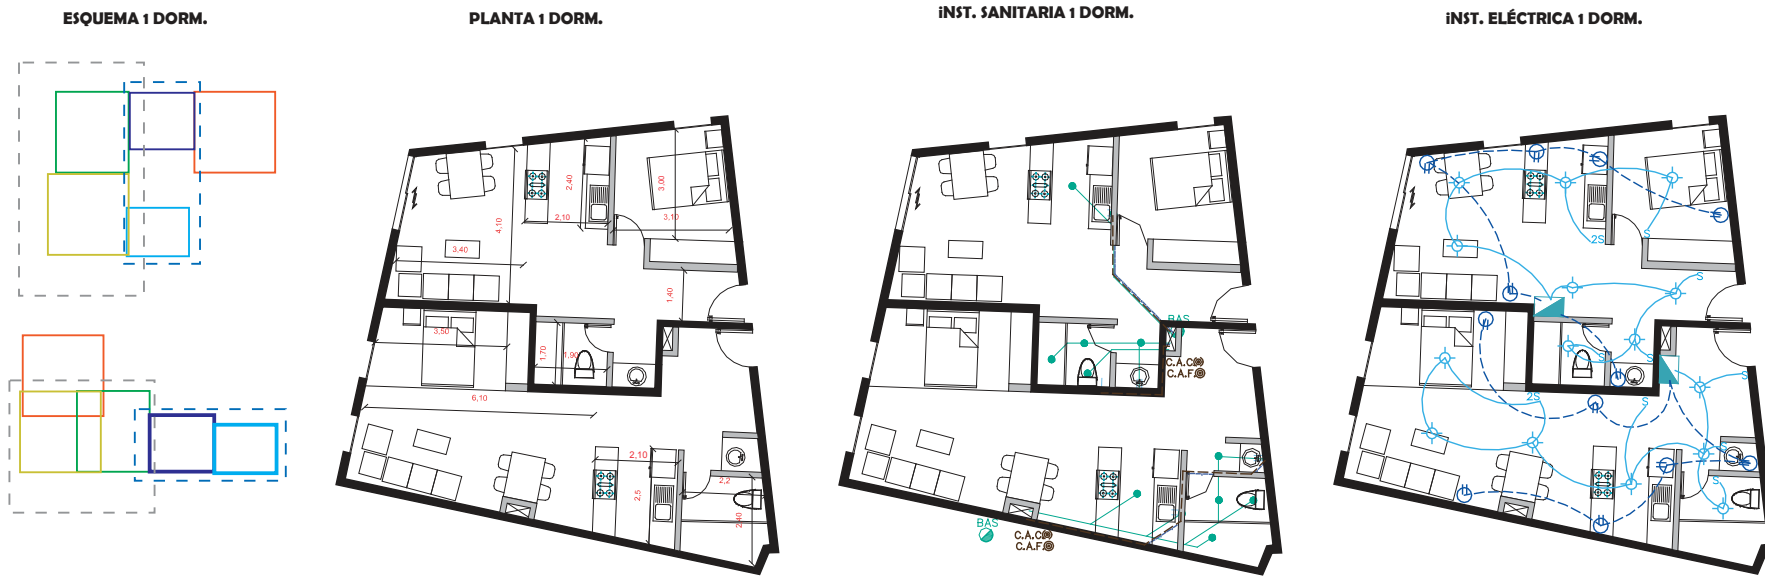 ESQUEMA 1 DORM.
PLANTA 1 DORM.
iNST. SANITARIA 1 DORM.
iNST. ELÉCTRICA 1 DORM.
2,40
3,00
2,10
3,10
4,10
3,40
1,40
3,50
1,70
1,90
6,10
2,10
2,5
2,2
2,40
BAS
C.A.C
C.A.F.
BAS
C.A.C
C.A.F.
2S
S
S
S
S
S
2S
S
S
S